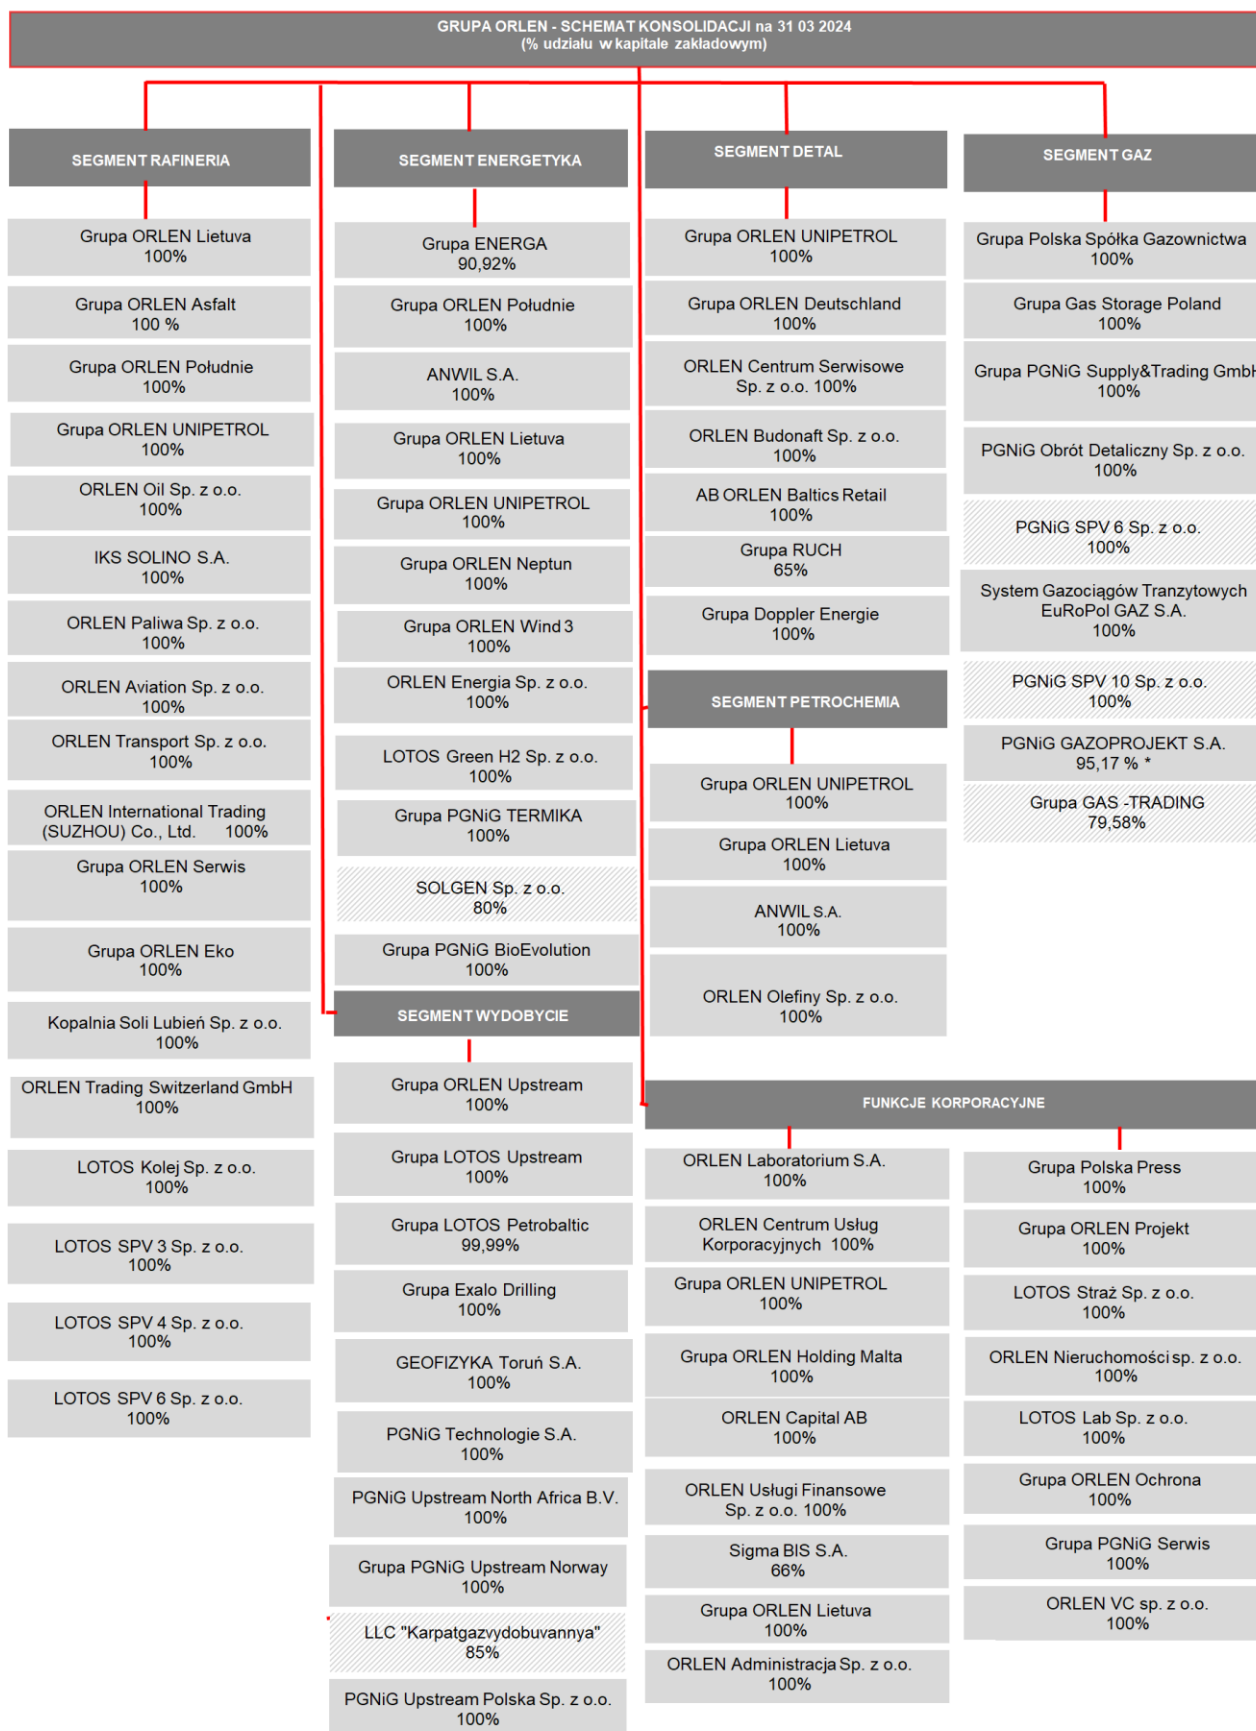 GRUPA ORLEN - SCHEMAT KONSOLIDACJI na 31 03 2024
(% udziału w kapitale zakładowym)
SEGMENT RAFINERIA
Grupa ORLEN Lietuva
100%
Grupa ORLEN Asfalt
100 %
Grupa ORLEN Południe
100%
Grupa ORLEN UNIPETROL
100%
ORLEN Oil Sp. z o.o.
100%
IKS SOLINO S.A.
100%
ORLEN Paliwa Sp. z o.o.
100%
ORLEN Aviation Sp. z o.o.
100%
ORLEN Transport Sp. z o.o.
100%
ORLEN International Trading
(SUZHOU) Co., Ltd. 100%
Grupa ORLEN Serwis
100%
Grupa ORLEN Eko
100%
Kopalnia Soli Lubień Sp. z o.o.
100%
ORLEN Trading Switzerland GmbH
100%
LOTOS Kolej Sp. z o.o.
100%
LOTOS SPV 3 Sp. z o.o.
100%
LOTOS SPV 4 Sp. z o.o.
100%
LOTOS SPV 6 Sp. z o.o.
100%
SEGMENT ENERGETYKA
Grupa ENERGA
90,92%
Grupa ORLEN Południe
100%
ANWIL S.A.
100%
Grupa ORLEN Lietuva
100%
Grupa ORLEN UNIPETROL
100%
Grupa ORLEN Neptun
100%
Grupa ORLEN Wind 3
100%
ORLEN Energia Sp. z o.o.
100%
LOTOS Green H2 Sp. z o.o.
100%
Grupa PGNiG TERMIKA
100%
SOLGEN Sp. z o.o.
80%
Grupa PGNiG BioEvolution
100%
SEGMENT WYDOBYCIE
Grupa ORLEN Upstream
100%
Grupa LOTOS Upstream
100%
Grupa LOTOS Petrobaltic
99,99%
Grupa Exalo Drilling
100%
GEOFIZYKA Toruń S.A.
100%
PGNiG Technologie S.A.
100%
PGNiG Upstream North Africa B.V.
100%
Grupa PGNiG Upstream Norway
100%
LLC "Karpatgazvydobuvannya"
85%
PGNiG Upstream Polska Sp. z o.o.
100%
SEGMENT DETAL
Grupa ORLEN UNIPETROL
100%
Grupa ORLEN Deutschland
100%
ORLEN Centrum Serwisowe
Sp. z o.o. 100%
ORLEN Budonaft Sp. z o.o.
100%
AB ORLEN Baltics Retail
100%
Grupa RUCH
65%
Grupa Doppler Energie
100%
SEGMENT PETROCHEMIA
Grupa ORLEN UNIPETROL
100%
Grupa ORLEN Lietuva
100%
ANWIL S.A.
100%
ORLEN Olefiny Sp. z o.o.
100%
SEGMENT GAZ
Grupa Polska Spółka Gazownictwa
100%
Grupa Gas Storage Poland
100%
Grupa PGNiG Supply&Trading GmbH
100%
PGNiG Obrót Detaliczny Sp. z o.o.
100%
PGNiG SPV 6 Sp. z o.o.
100%
System Gazociągów Tranzytowych
EuRoPol GAZ S.A.
100%
PGNiG SPV 10 Sp. z o.o.
100%
PGNiG GAZOPROJEKT S.A.
95,17 % *
Grupa GAS -TRADING
79,58%
FUNKCJE KORPORACYJNE
ORLEN Laboratorium S.A.
100%
ORLEN Centrum Usług
Korporacyjnych 100%
Grupa ORLEN UNIPETROL
100%
Grupa ORLEN Holding Malta
100%
ORLEN Capital AB
100%
ORLEN Usługi Finansowe
Sp. z o.o. 100%
Sigma BIS S.A.
66%
Grupa ORLEN Lietuva
100%
ORLEN Administracja Sp. z o.o.
100%
Grupa Polska Press
100%
Grupa ORLEN Projekt
100%
LOTOS Straż Sp. z o.o.
100%
ORLEN Nieruchomości sp. z o.o.
100%
LOTOS Lab Sp. z o.o.
100%
Grupa ORLEN Ochrona
100%
Grupa PGNiG Serwis
100%
ORLEN VC sp. z o.o.
100%